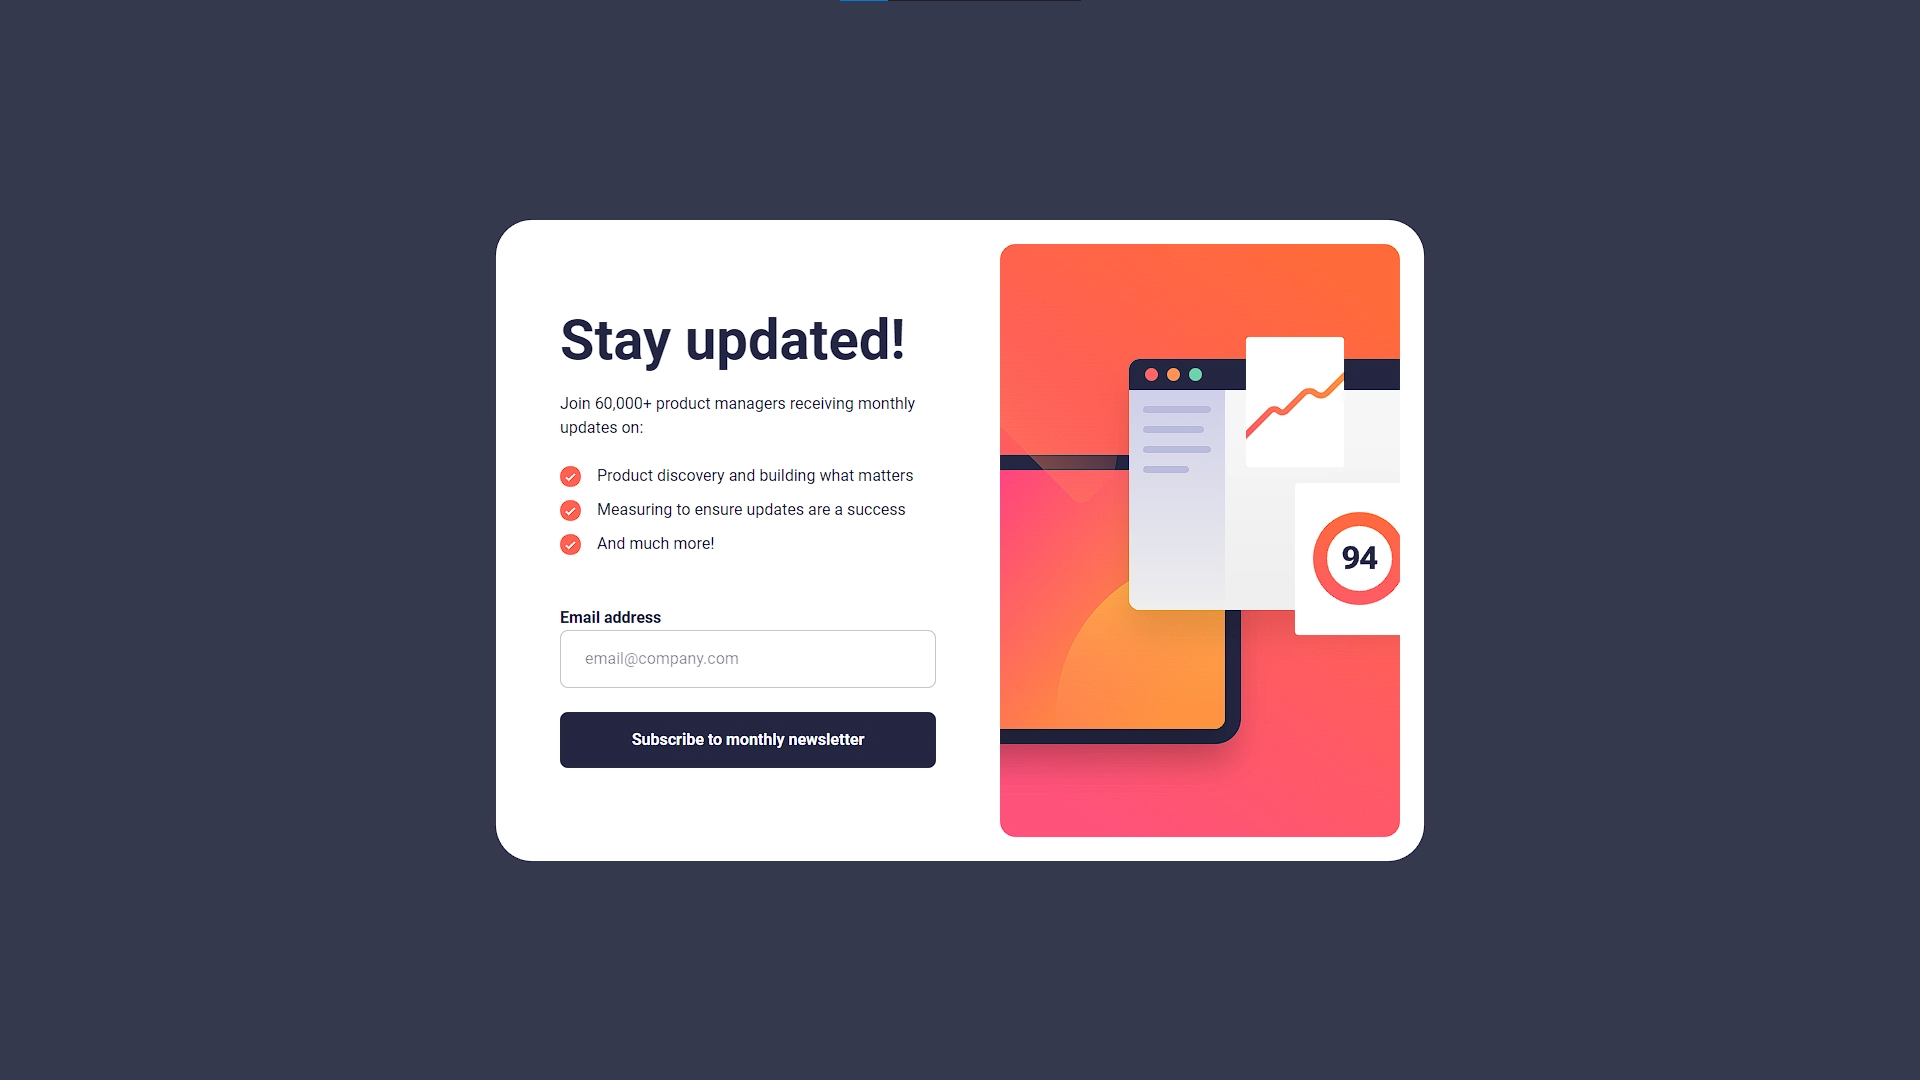 Stay updated!
Join 60,000+ product managers receiving monthly
updates on:
Product discovery and building what matters
Measuring to ensure updates are a success
And much more!
Email address
email@company.com
Subscribe to monthly newsletter
94